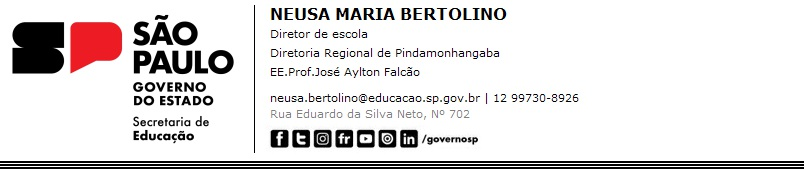 SP
SÃO
PAULO
GOVERNO
DO ESTADO
Secretaria de
Educação
NEUSA MARIA BERTOLINO
Diretor de escola
Diretoria Regional de Pindamonhangaba
EE.Prof.José Aylton Falcão
neusa.bertolino@educacao.sp.gov.br | 12 99730-8926
Rua Eduardo da Silva Neto, Nº 702
/governosp